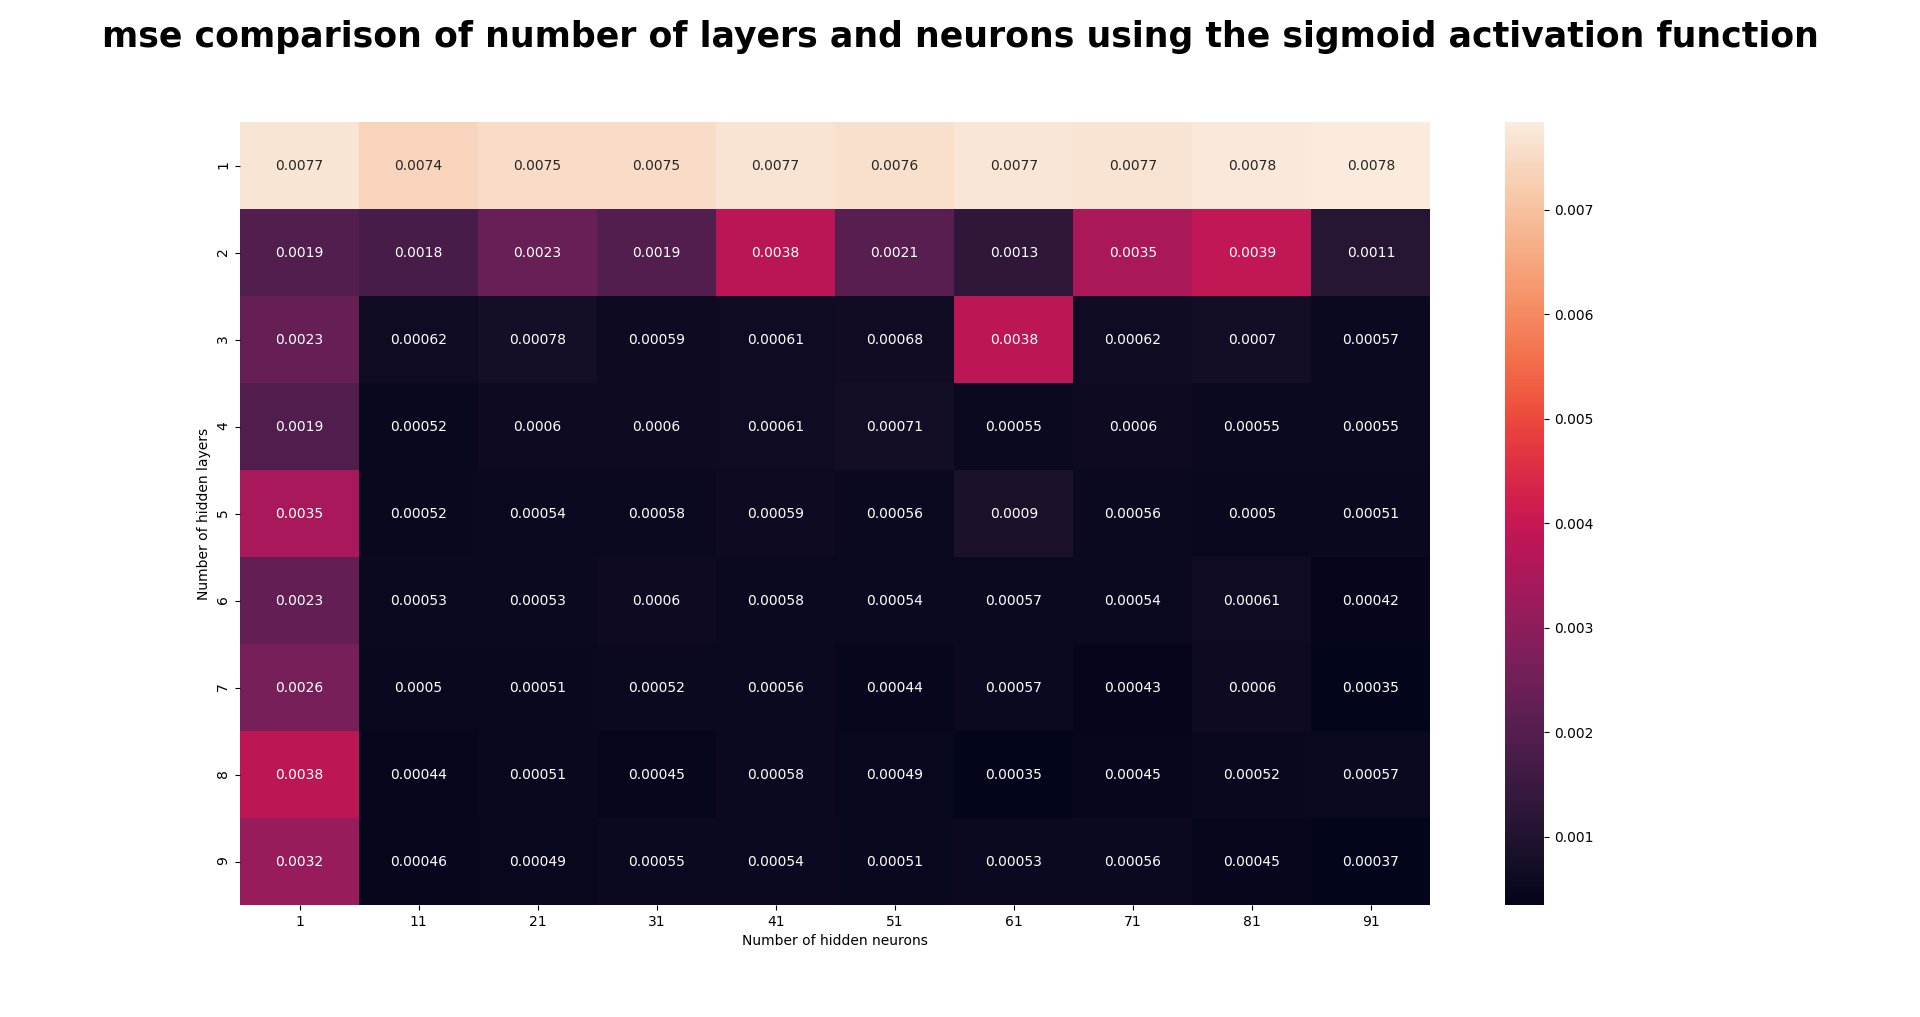 mse comparison of number of layers and neurons using the sigmoid activation function
1 0.0077 0.0074 0.0075 0.0075 0.0077 0.0076 0.0077 0.0077 0.0078 0.0078
2 0.0019 0.0018 0.0023 0.0019 0.0038 0.0021 0.0013 0.0035 0.0039 0.0011
3 0.0023 0.00062 0.00078 0.00059 0.00061 0.00068 0.0038 0.00062 0.0007 0.00057
4 0.0019 0.00052 0.0006 0.0006 0.00061 0.00071 0.00055 0.0006 0.00055 0.00055
5 0.0035 0.00052 0.00054 0.00058 0.00059 0.00056 0.0009 0.00056 0.0005 0.00051
6 0.0023 0.00053 0.00053 0.0006 0.00058 0.00054 0.00057 0.00054 0.00061 0.00042
7 0.0026 0.0005 0.00051 0.00052 0.00056 0.00044 0.00057 0.00043 0.0006 0.00035
8 0.0038 0.00044 0.00051 0.00045 0.00058 0.00049 0.00035 0.00045 0.00052 0.00057
9 0.0032 0.00046 0.00049 0.00055 0.00054 0.00051 0.00053 0.00056 0.00045 0.00037
1 11 21 31 41 51 61 71 81 91
Number of hidden neurons
Number of hidden layers
0.007
0.006
0.005
0.004
0.003
0.002
0.001